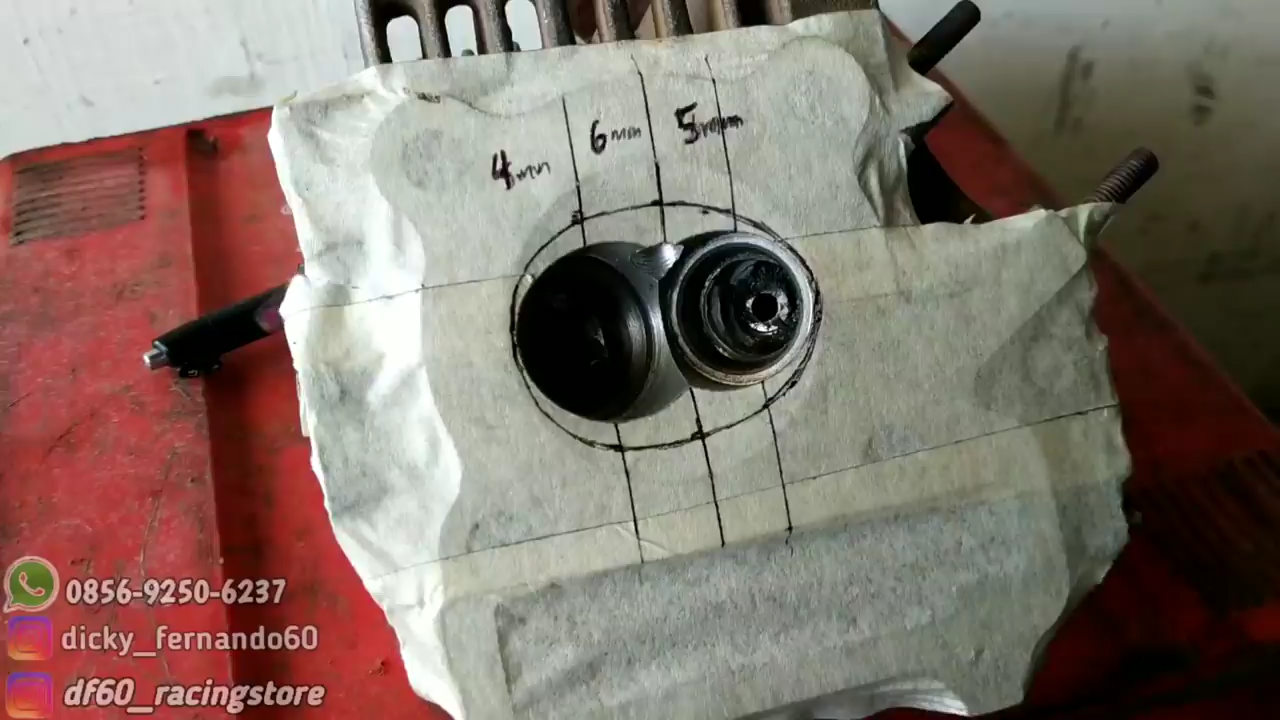 4mm
6mm
5mm
0856-9250-6237
dicky_fernando60
df60_racingstore